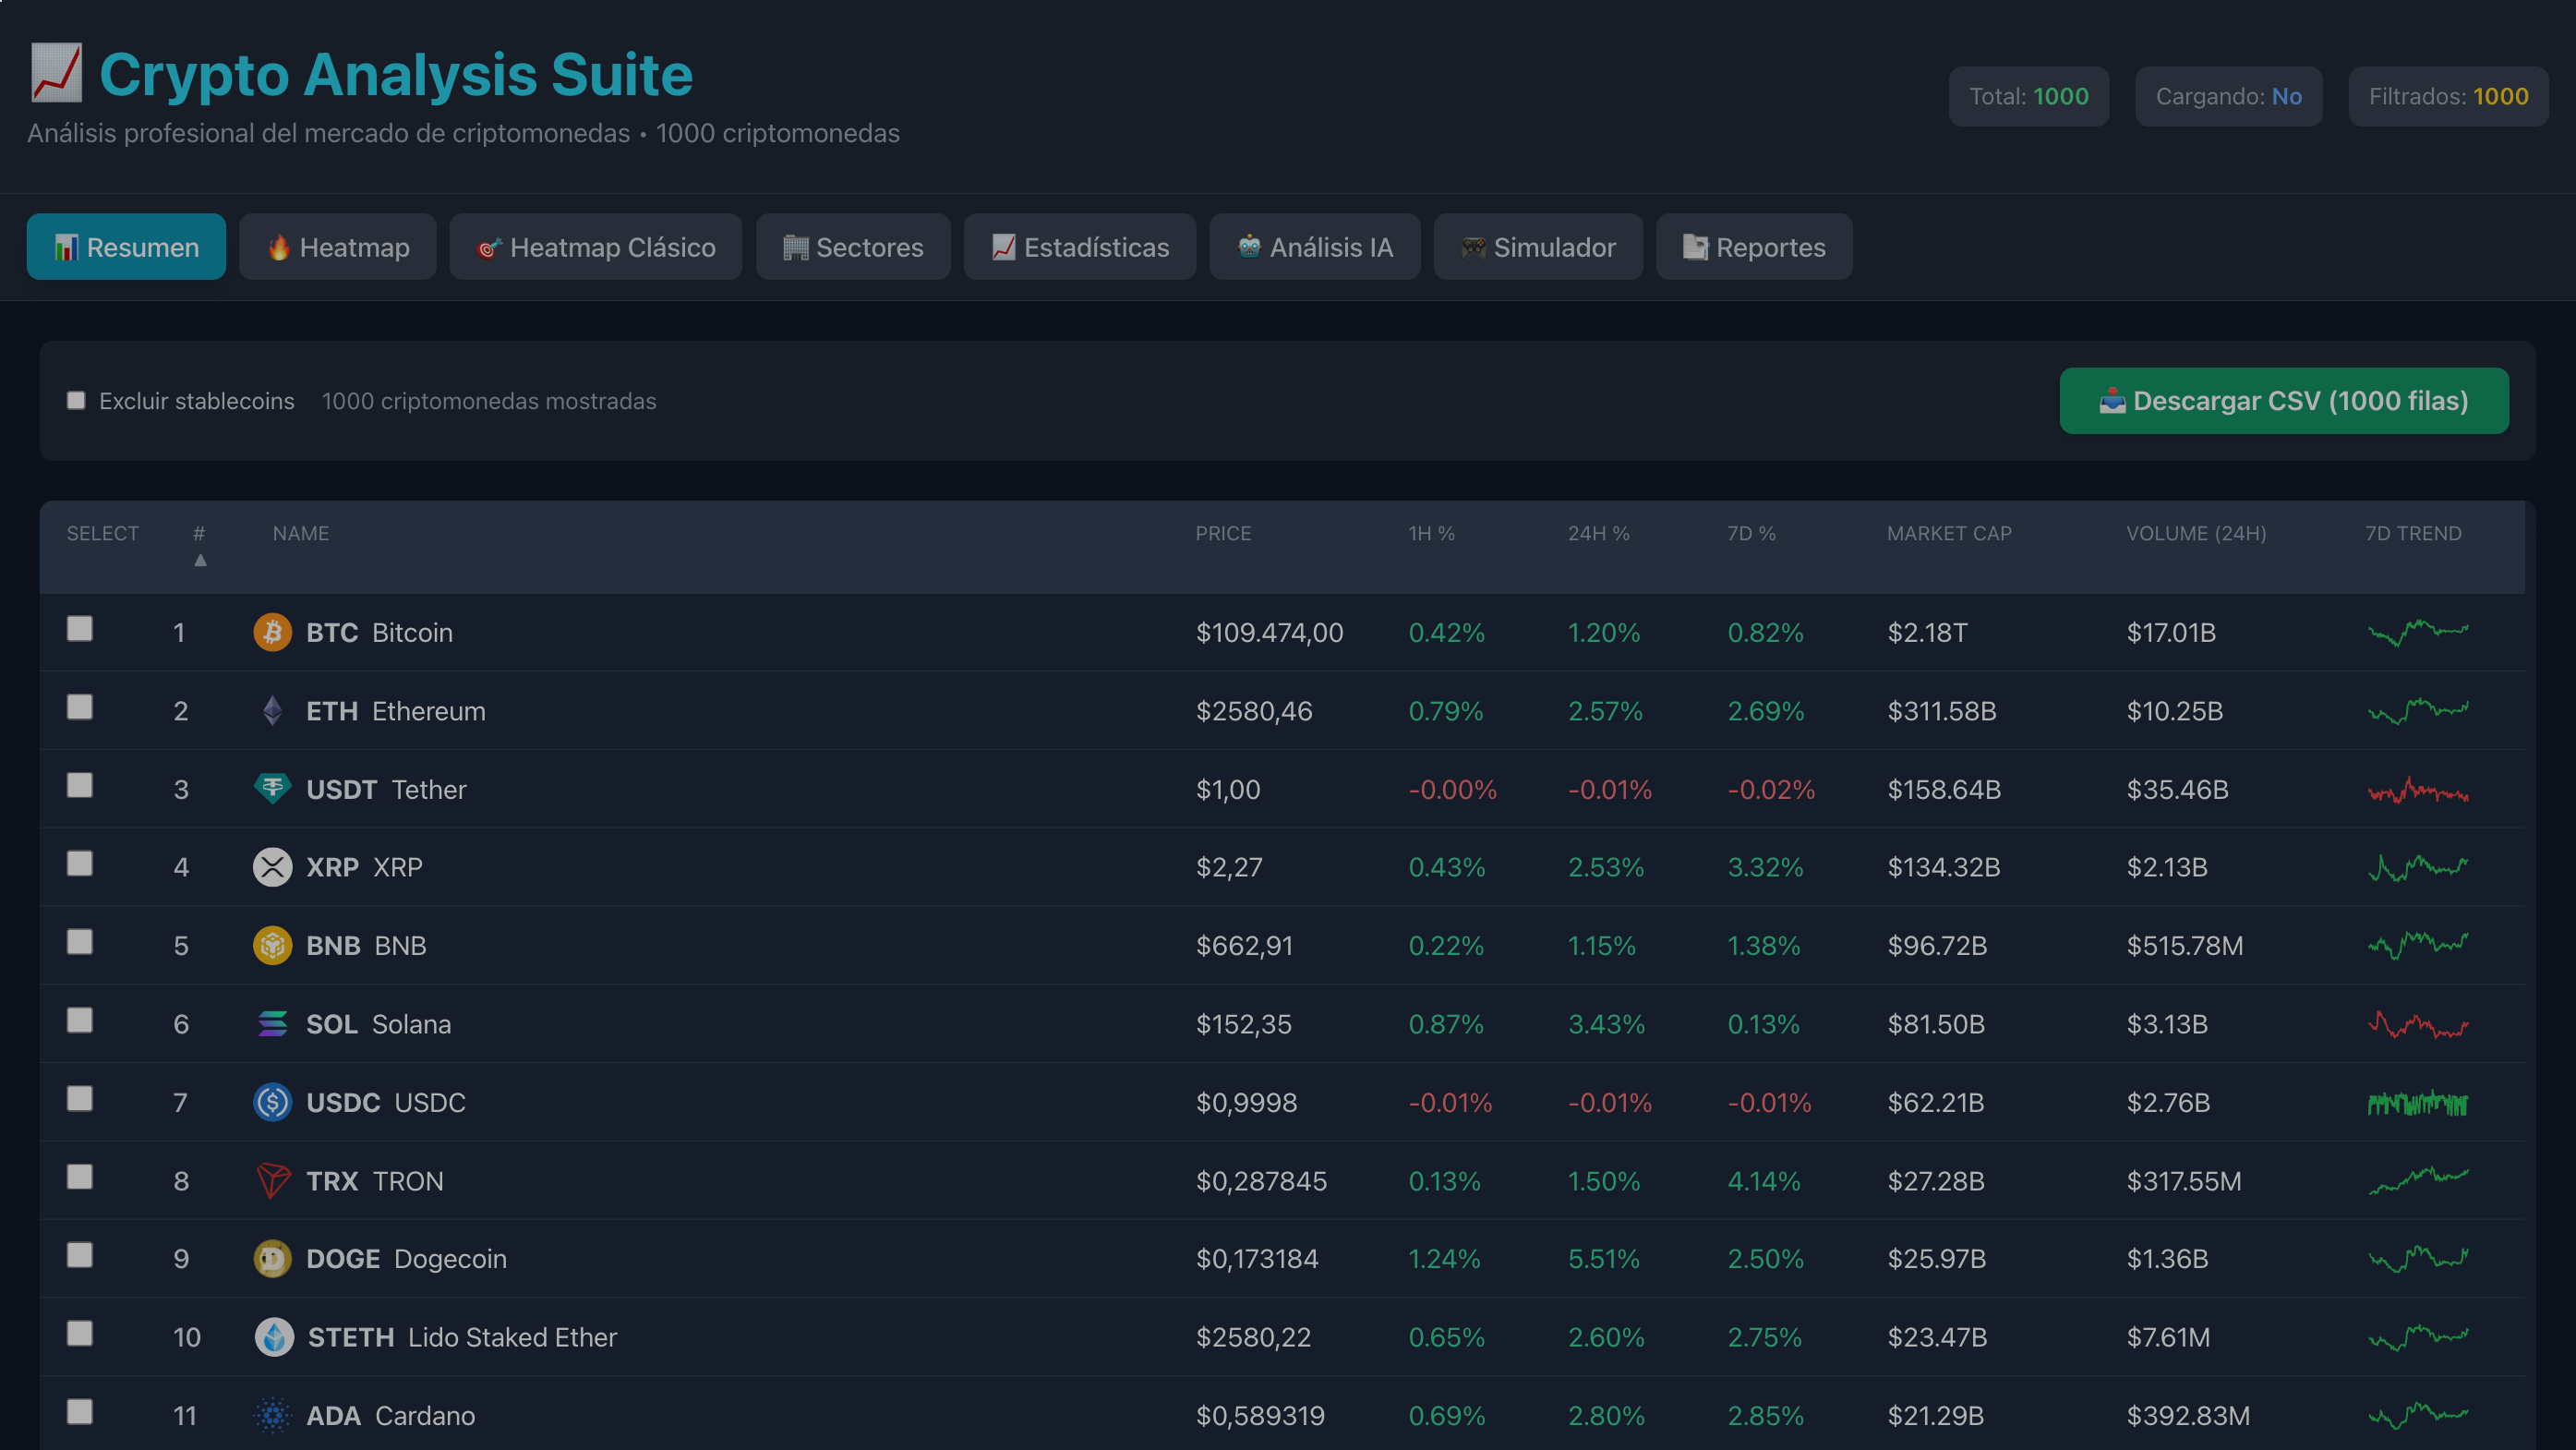 Crypto Analysis Suite
Análisis profesional del mercado de criptomonedas • 1000 criptomonedas
Total: 1000
Cargando: No
Filtrados: 1000
Resumen
Heatmap
Heatmap Clásico
Sectores
Estadísticas
Análisis IA
Simulador
Reportes
Excluir stablecoins
1000 criptomonedas mostradas
Descargar CSV (1000 filas)
SELECT # ▲ NAME PRICE 1H % 24H % 7D % MARKET CAP VOLUME (24H) 7D TREND
1 BTC Bitcoin $109.474,00 0.42% 1.20% 0.82% $2.18T $17.01B
2 ETH Ethereum $2580,46 0.79% 2.57% 2.69% $311.58B $10.25B
3 USDT Tether $1,00 -0.00% -0.01% -0.02% $158.64B $35.46B
4 XRP XRP $2,27 0.43% 2.53% 3.32% $134.32B $2.13B
5 BNB BNB $662,91 0.22% 1.15% 1.38% $96.72B $515.78M
6 SOL Solana $152,35 0.87% 3.43% 0.13% $81.50B $3.13B
7 USDC USDC $0,9998 -0.01% -0.01% -0.01% $62.21B $2.76B
8 TRX TRON $0,287845 0.13% 1.50% 4.14% $27.28B $317.55M
9 DOGE Dogecoin $0,173184 1.24% 5.51% 2.50% $25.97B $1.36B
10 STETH Lido Staked Ether $2580,22 0.65% 2.60% 2.75% $23.47B $7.61M
11 ADA Cardano $0,589319 0.69% 2.80% 2.85% $21.29B $392.83M